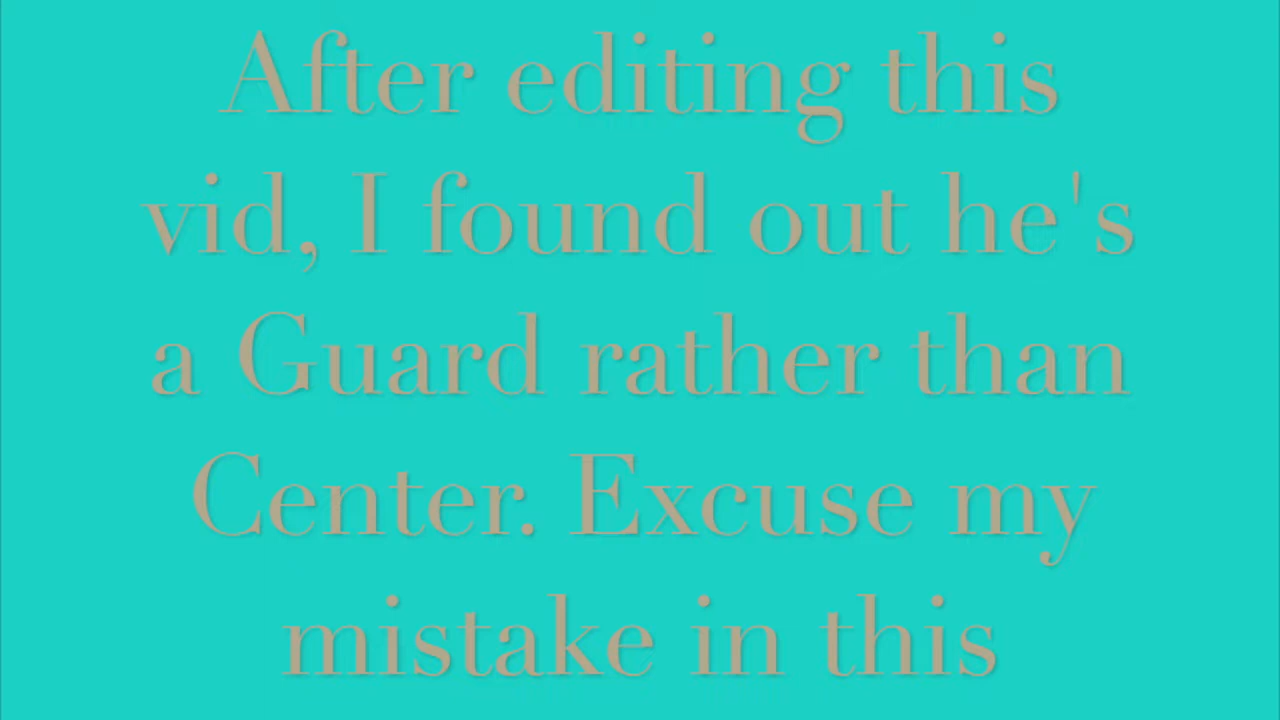 After editing this
vid, I found out he's
a Guard rather than
Center. Excuse my
mistake in this